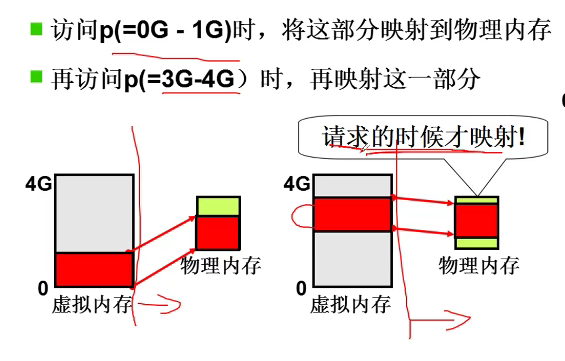 访问p(=0G - 1G)时，将这部分映射到物理内存
再访问p(=3G-4G）时，再映射这一部分
请求的时候才映射!
4G
0
虚拟内存
物理内存
4G
0
虚拟内存
物理内存